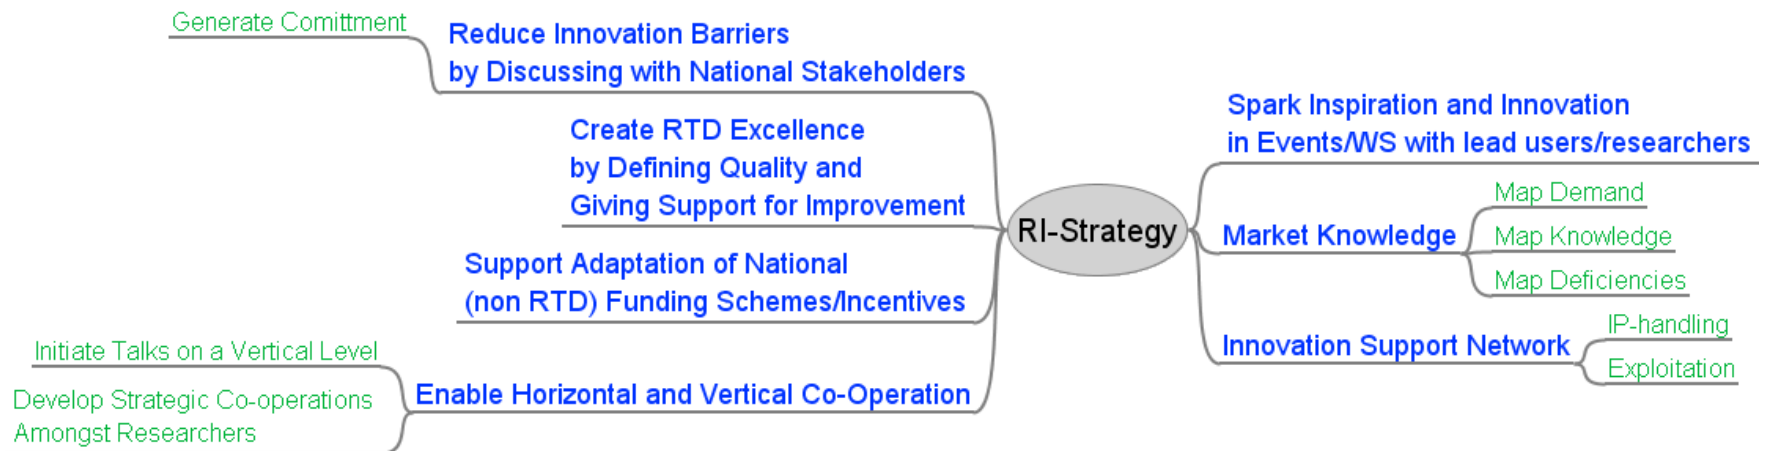 Generate Comittment
Reduce Innovation Barriers
by Discussing with National Stakeholders
Create RTD Excellence
by Defining Quality and
Giving Support for Improvement
Support Adaptation of National
(non RTD) Funding Schemes/Incentives
Initiate Talks on a Vertical Level
Develop Strategic Co-operations
Amongst Researchers
Enable Horizontal and Vertical Co-Operation
RI-Strategy
Spark Inspiration and Innovation
in Events/WS with lead users/researchers
Market Knowledge
Map Demand
Map Knowledge
Map Deficiencies
Innovation Support Network
IP-handling
Exploitation